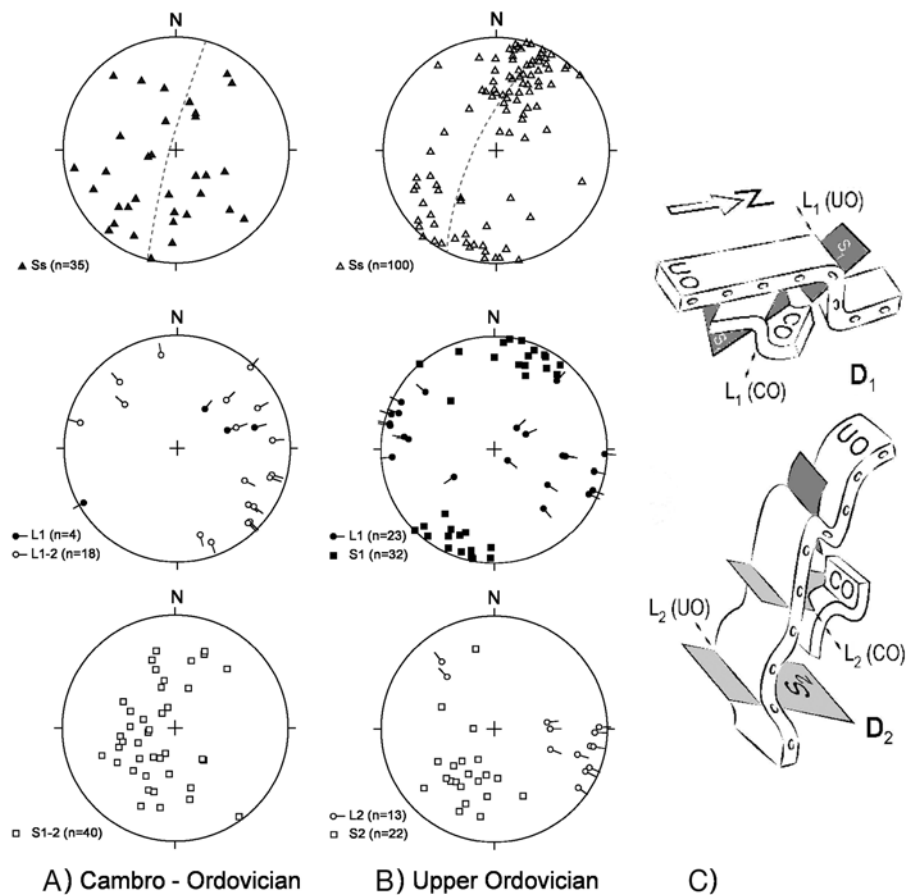 N
▲ Ss (n=35)
N
L1 (n=4)
L1-2 (n=18)
N
S1-2 (n=40)
A) Cambro - Ordovician
N
△ Ss (n=100)
N
L1 (n=23)
■ S1 (n=32)
N
L2 (n=13)
□ S2 (n=22)
B) Upper Ordovician
N
L1 (UO)
S1
UO
CO
S1
L1 (CO)
D1
UO
CO
L2 (UO)
L2 (CO)
S2
D2
C)